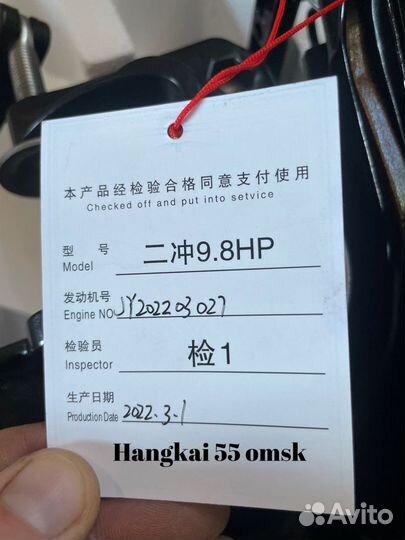 本产品经检验合格同意支付使用
Checked off and put into setvice
型 号 二冲9.8HP
Model
发动机号 JY202203027
Engine NO
检验员 检1
Inspector
生产日期 2022.3.1
Production Date
Hangkai 55 omsk
Avito